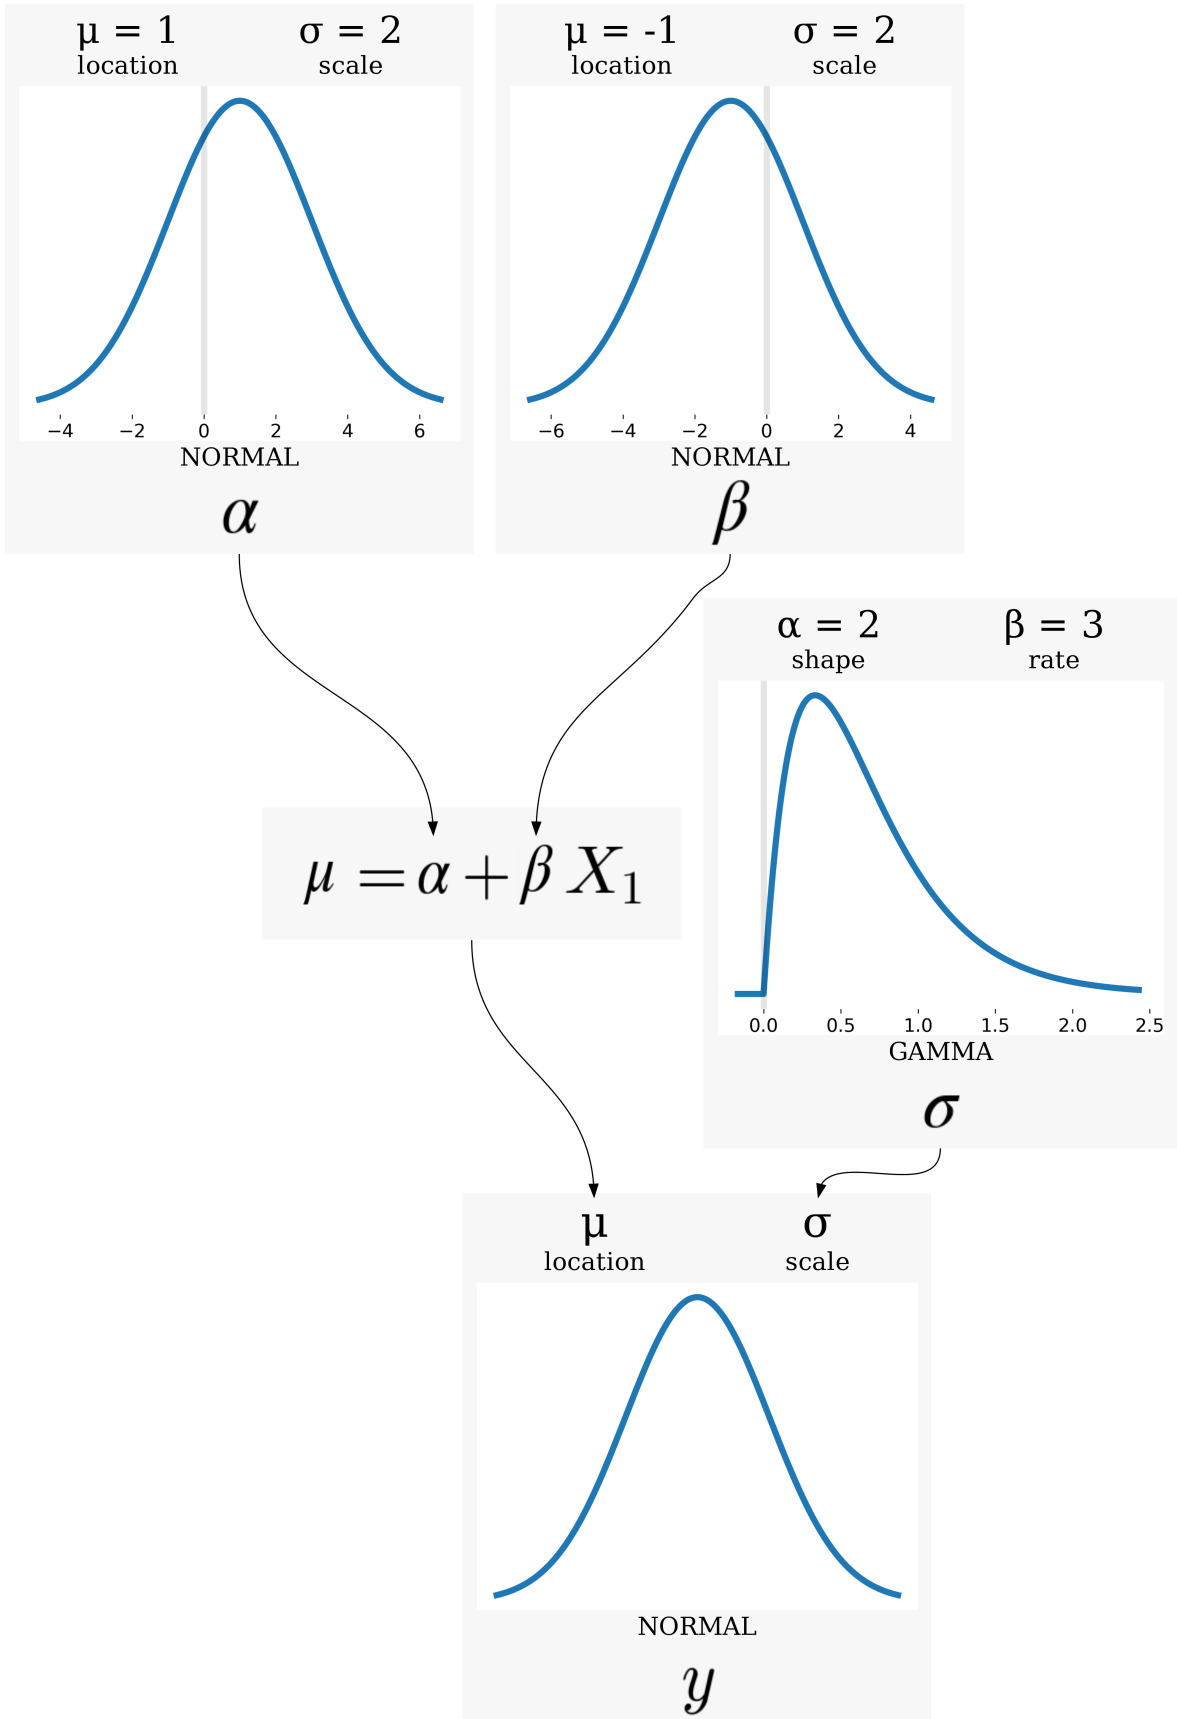 μ = 1 σ = 2
location scale
−4 −2 0 2 4 6
NORMAL
α
μ = -1 σ = 2
location scale
−6 −4 −2 0 2 4
NORMAL
β
α = 2 β = 3
shape rate
0.0 0.5 1.0 1.5 2.0 2.5
GAMMA
σ
μ = α + β X₁
μ σ
location scale
NORMAL
y